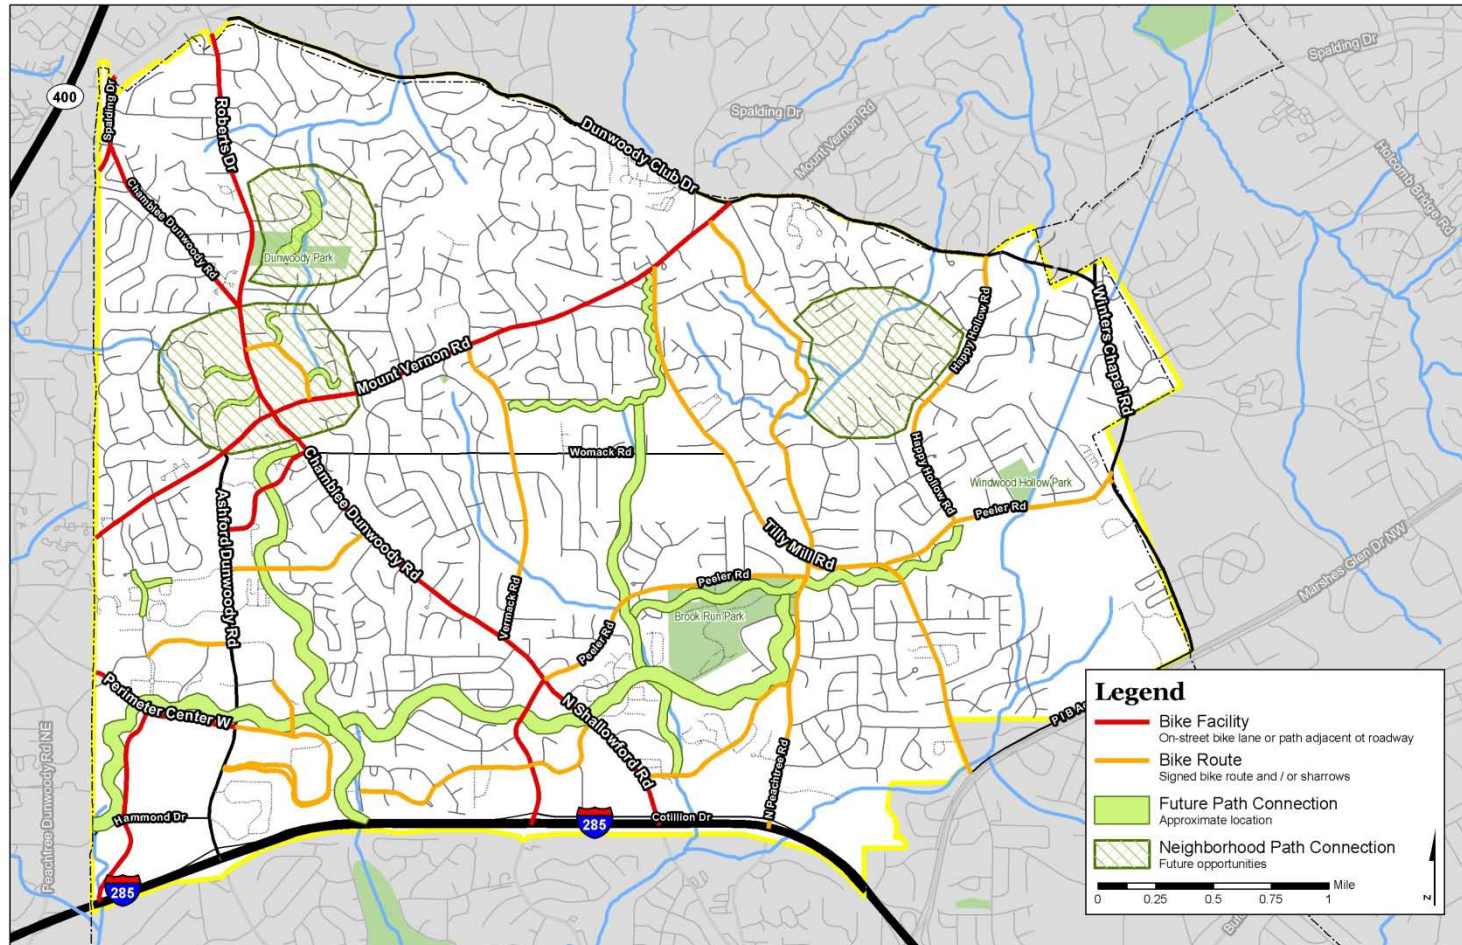 400
Spalding Dr
Roberts Dr
Chamblee Dunwoody Rd
Dunwoody Park
Dunwoody Club Dr
Spalding Dr
Mount Vernon Rd
Spalding Dr
Holcomb Bridge Rd
Mount Vernon Rd
Happy Hollow Rd
Winters Chapel Rd
Womack Rd
Happy Hollow Rd
Windwood Hollow Park
Peeler Rd
Ashford Dunwoody Rd
Chamblee Dunwoody Rd
Vermack Rd
Tilly Mill Rd
Peeler Rd
Brook Run Park
Peeler Rd
Marshes Glen Dr NW
Perimeter Center W
N Shallowford Rd
N Peachtree Rd
Peachtree Dunwoody Rd NE
Hammond Dr
Cotillion Dr
285
285
Legend
Bike Facility
On-street bike lane or path adjacent ot roadway
Bike Route
Signed bike route and / or sharrows
Future Path Connection
Approximate location
Neighborhood Path Connection
Future opportunities
Mile
0 0.25 0.5 0.75 1
z